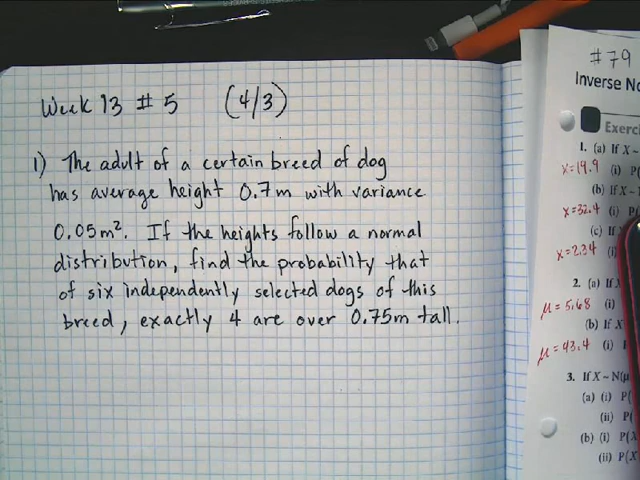 Week 13 # 5 (4/3)
1) The adult of a certain breed of dog
has average height 0.7m with variance
0.05m². If the heights follow a normal
distribution, find the probability that
of six independently selected dogs of this
breed, exactly 4 are over 0.75m tall.
#79
Inverse No
Exerci
1. (a) If X ~
x=19.9 (i) P(
(b) If X ~
x=32.4 (i) P(
(c) If
x=2.34 (i)
2. (a) If X
μ = 5.68 (i)
(b) If X
μ = 43.4 (i)
3. If X ~ N(μ
(a) (i) P(
(ii) P(
(b) (i) P(X
(ii) P(X